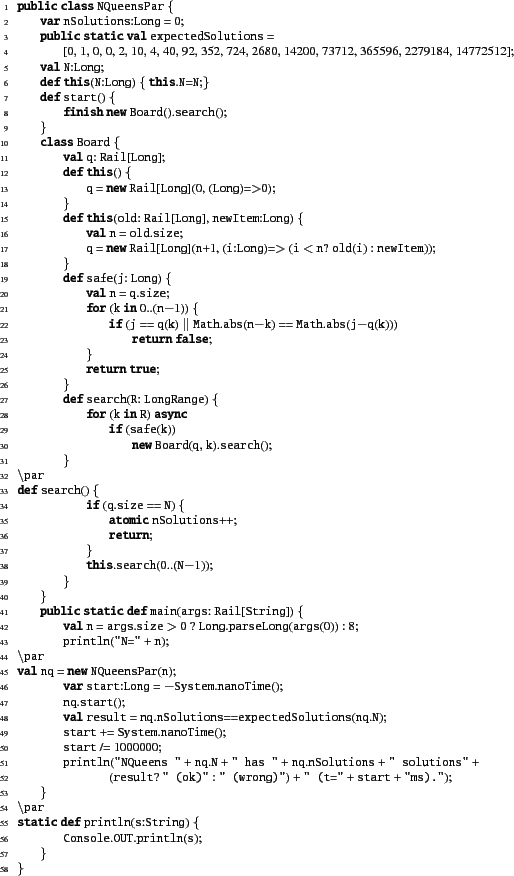 1 public class NQueensPar {
2 var nSolutions:Long = 0;
3 public static val expectedSolutions =
4 [0, 1, 0, 0, 2, 10, 4, 40, 92, 352, 724, 2680, 14200, 73712, 365596, 2279184, 14772512];
5 val N:Long;
6 def this(N:Long) { this.N=N;}
7 def start() {
8 finish new Board().search();
9 }
10 class Board {
11 val q: Rail[Long];
12 def this() {
13 q = new Rail[Long](0, (Long)=>0);
14 }
15 def this(old: Rail[Long], newItem:Long) {
16 val n = old.size;
17 q = new Rail[Long](n+1, (i:Long)=> (i < n? old(i) : newItem));
18 }
19 def safe(j: Long) {
20 val n = q.size;
21 for (k in 0..(n−1)) {
22 if (j == q(k) || Math.abs(n−k) == Math.abs(j−q(k)))
23 return false;
24 }
25 return true;
26 }
27 def search(R: LongRange) {
28 for (k in R) async
29 if (safe(k))
30 new Board(q, k).search();
31 }
32 \par
33 def search() {
34 if (q.size == N) {
35 atomic nSolutions++;
36 return;
37 }
38 this.search(0..(N−1));
39 }
40 }
41 public static def main(args: Rail[String]) {
42 val n = args.size > 0 ? Long.parseLong(args(0)) : 8;
43 println("N=" + n);
44 \par
45 val nq = new NQueensPar(n);
46 var start:Long = −System.nanoTime();
47 nq.start();
48 val result = nq.nSolutions==expectedSolutions(nq.N);
49 start += System.nanoTime();
50 start /= 1000000;
51 println("NQueens " + nq.N + " has " + nq.nSolutions + " solutions" +
52 (result? " (ok)" : " (wrong)") + " (t=" + start + "ms).");
53 }
54 \par
55 static def println(s:String) {
56 Console.OUT.println(s);
57 }
58 }